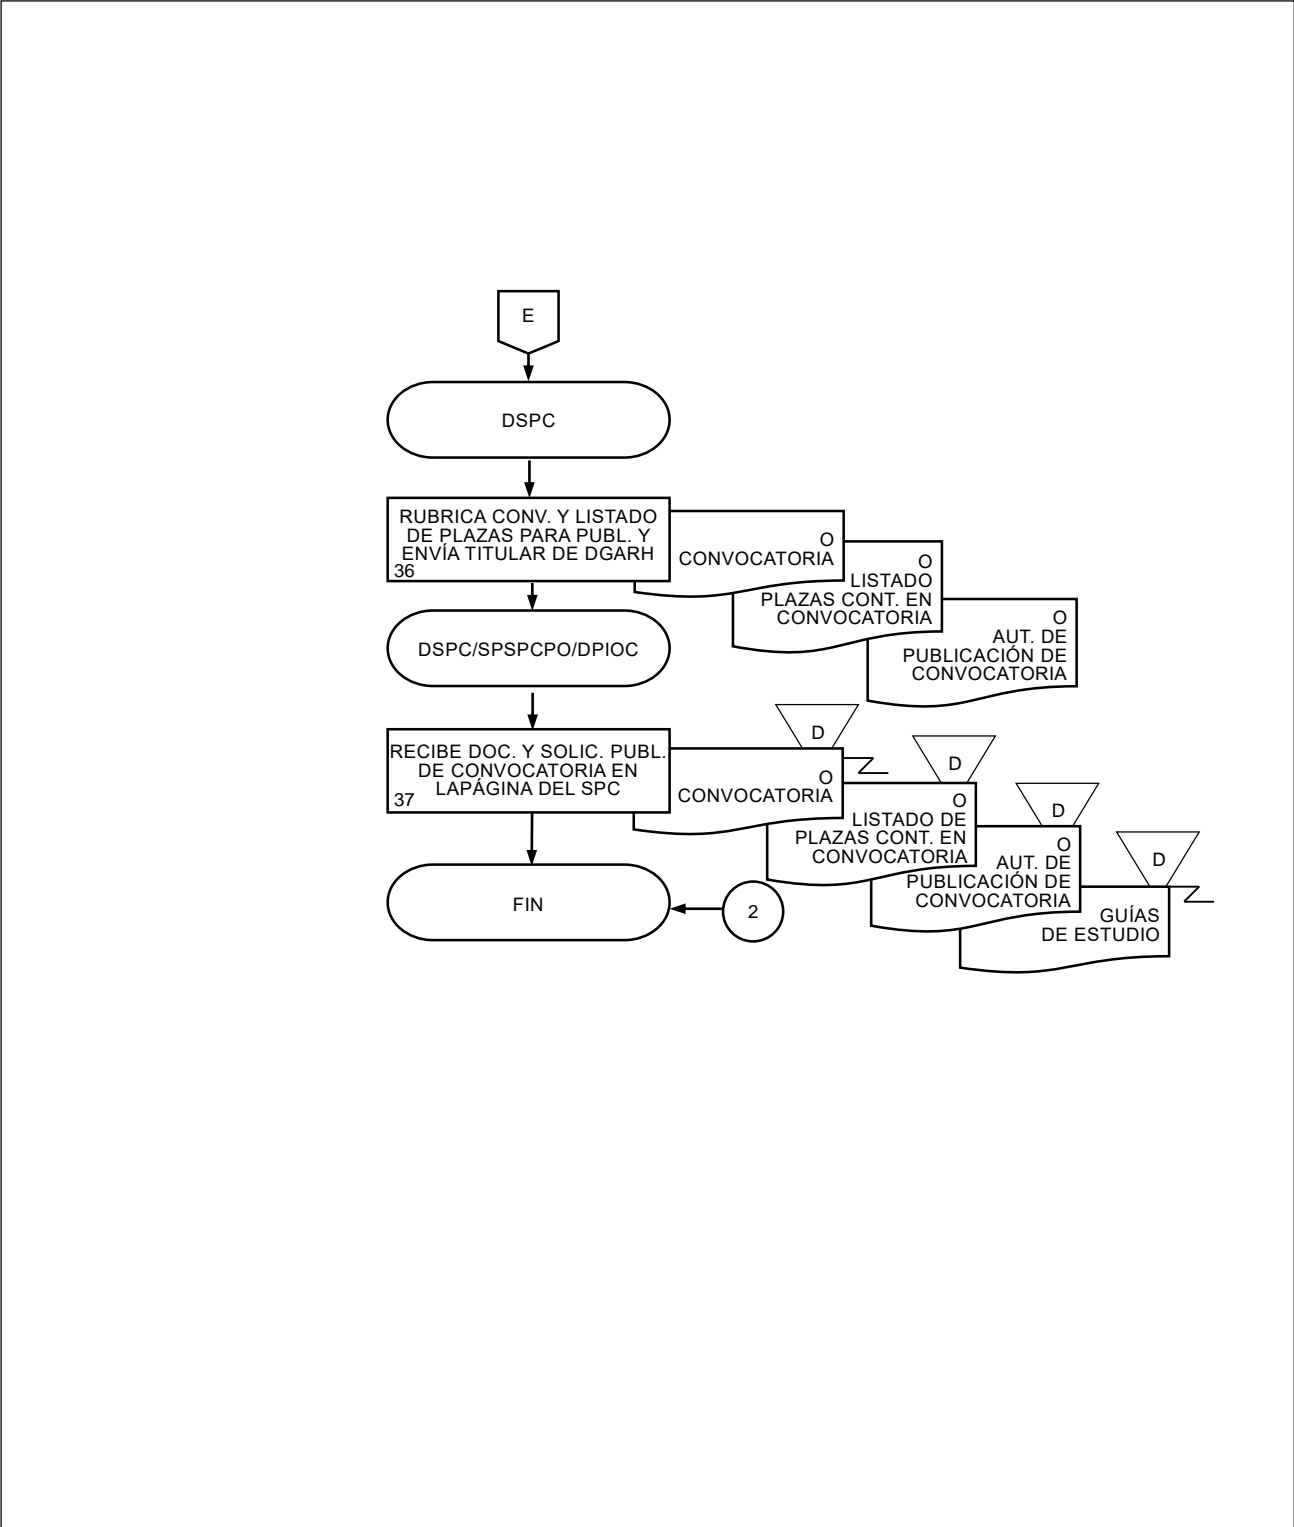 E
DSPC
RUBRICA CONV. Y LISTADO
DE PLAZAS PARA PUBL. Y
ENVÍA TITULAR DE DGARH
36
O
CONVOCATORIA
O
LISTADO
PLAZAS CONT. EN
CONVOCATORIA
O
AUT. DE
PUBLICACIÓN DE
CONVOCATORIA
DSPC/SPSPCPO/DPIOC
RECIBE DOC. Y SOLIC. PUBL.
DE CONVOCATORIA EN
LAPÁGINA DEL SPC
37
D
O
CONVOCATORIA
D
O
LISTADO DE
PLAZAS CONT. EN
CONVOCATORIA
D
O
AUT. DE
PUBLICACIÓN DE
CONVOCATORIA
D
GUÍAS
DE ESTUDIO
FIN
2